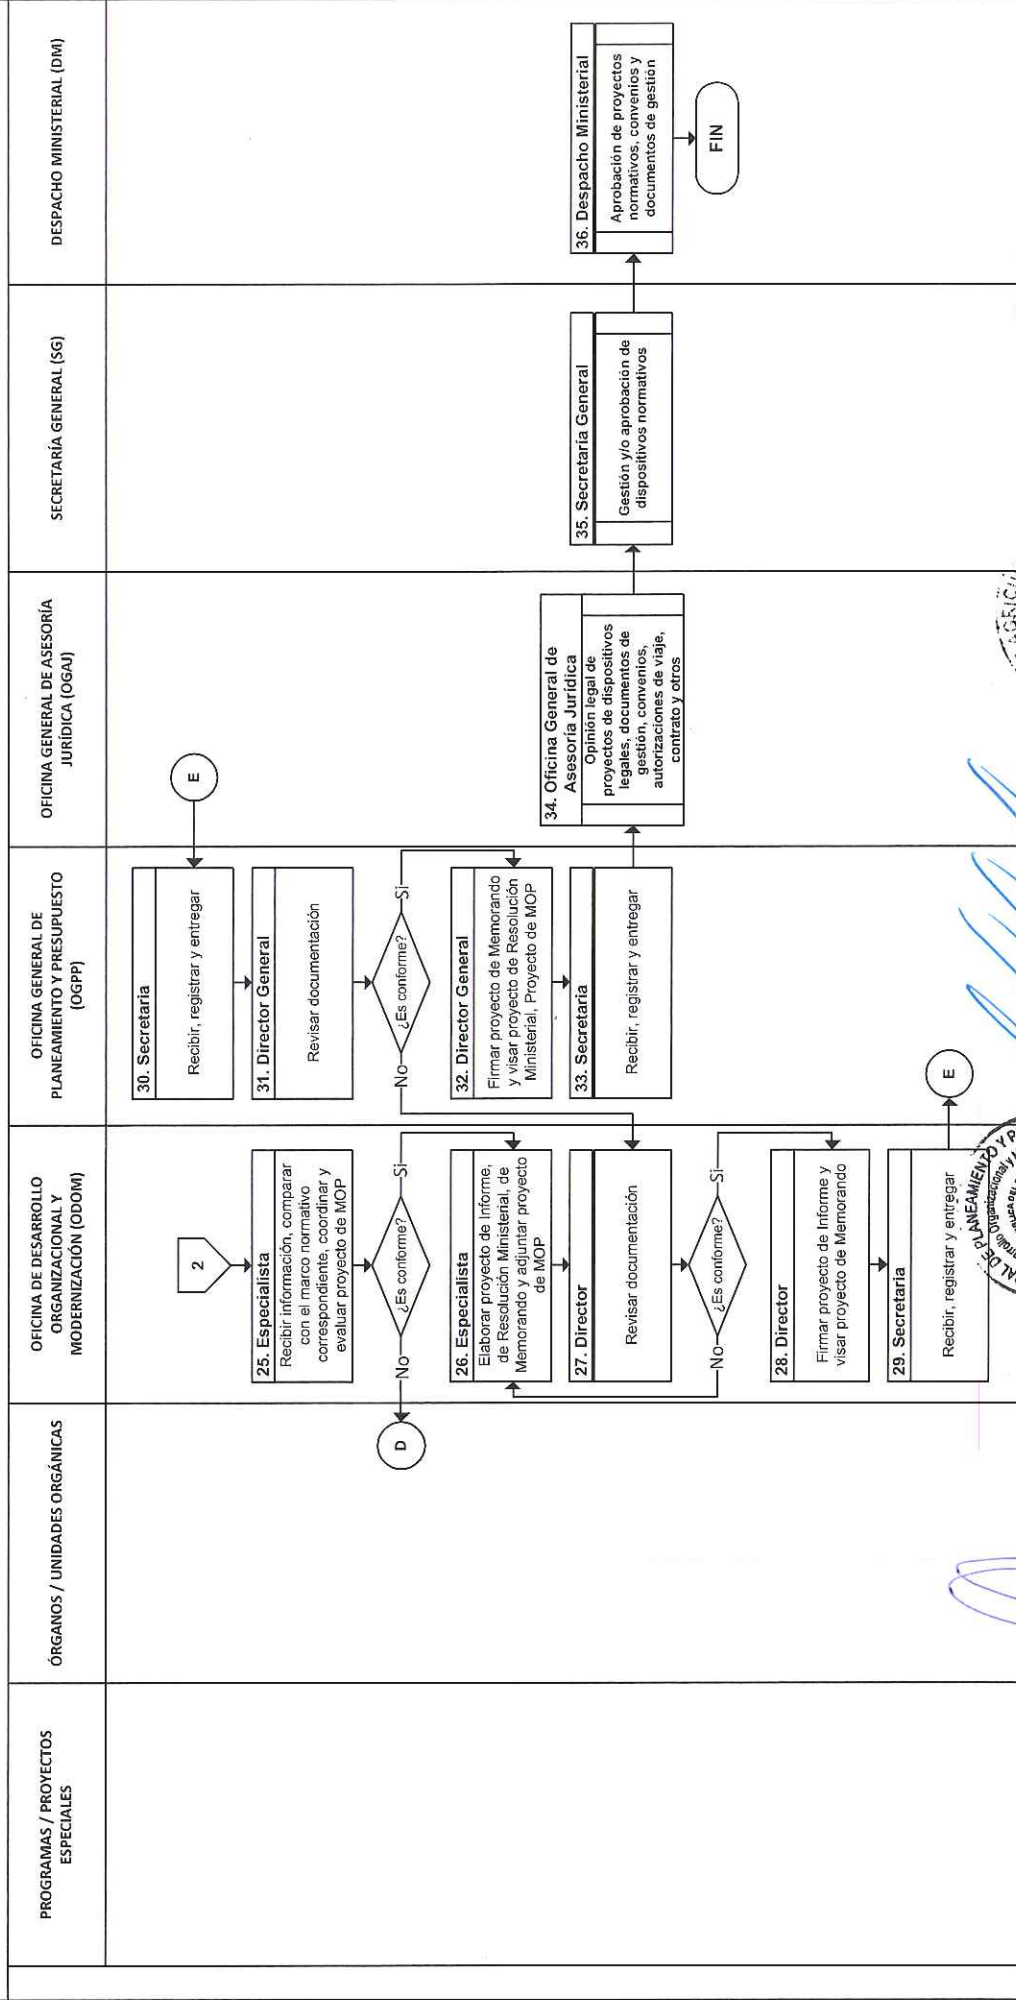 PROGRAMAS / PROYECTOS
ESPECIALES
ÓRGANOS / UNIDADES ORGÁNICAS
OFICINA DE DESARROLLO
ORGANIZACIONAL Y
MODERNIZACIÓN (ODOM)
OFICINA GENERAL DE
PLANEAMIENTO Y PRESUPUESTO
(OGPP)
OFICINA GENERAL DE ASESORÍA
JURÍDICA (OGAJ)
SECRETARÍA GENERAL (SG)
DESPACHO MINISTERIAL (DM)
2
25. Especialista
Recibir información, comparar
con el marco normativo
correspondiente, coordinar y
evaluar proyecto de MOP
¿Es conforme?
No
Si
D
26. Especialista
Elaborar proyecto de Informe,
de Resolución Ministerial, de
Memorando y adjuntar proyecto
de MOP
27. Director
Revisar documentación
¿Es conforme?
No
Si
28. Director
Firmar proyecto de Informe y
visar proyecto de Memorando
29. Secretaria
Recibir, registrar y entregar
E
E
30. Secretaria
Recibir, registrar y entregar
31. Director General
Revisar documentación
¿Es conforme?
No
Si
32. Director General
Firmar proyecto de Memorando
y visar proyecto de Resolución
Ministerial, Proyecto de MOP
33. Secretaria
Recibir, registrar y entregar
34. Oficina General de
Asesoría Jurídica
Opinión legal de
proyectos de dispositivos
legales, documentos de
gestión, convenios,
autorizaciones de viaje,
contrato y otros
35. Secretaría General
Gestión y/o aprobación de
dispositivos normativos
36. Despacho Ministerial
Aprobación de proyectos
normativos, convenios y
documentos de gestión
FIN
DE PLANEAMIENTO Y
Organizacional y